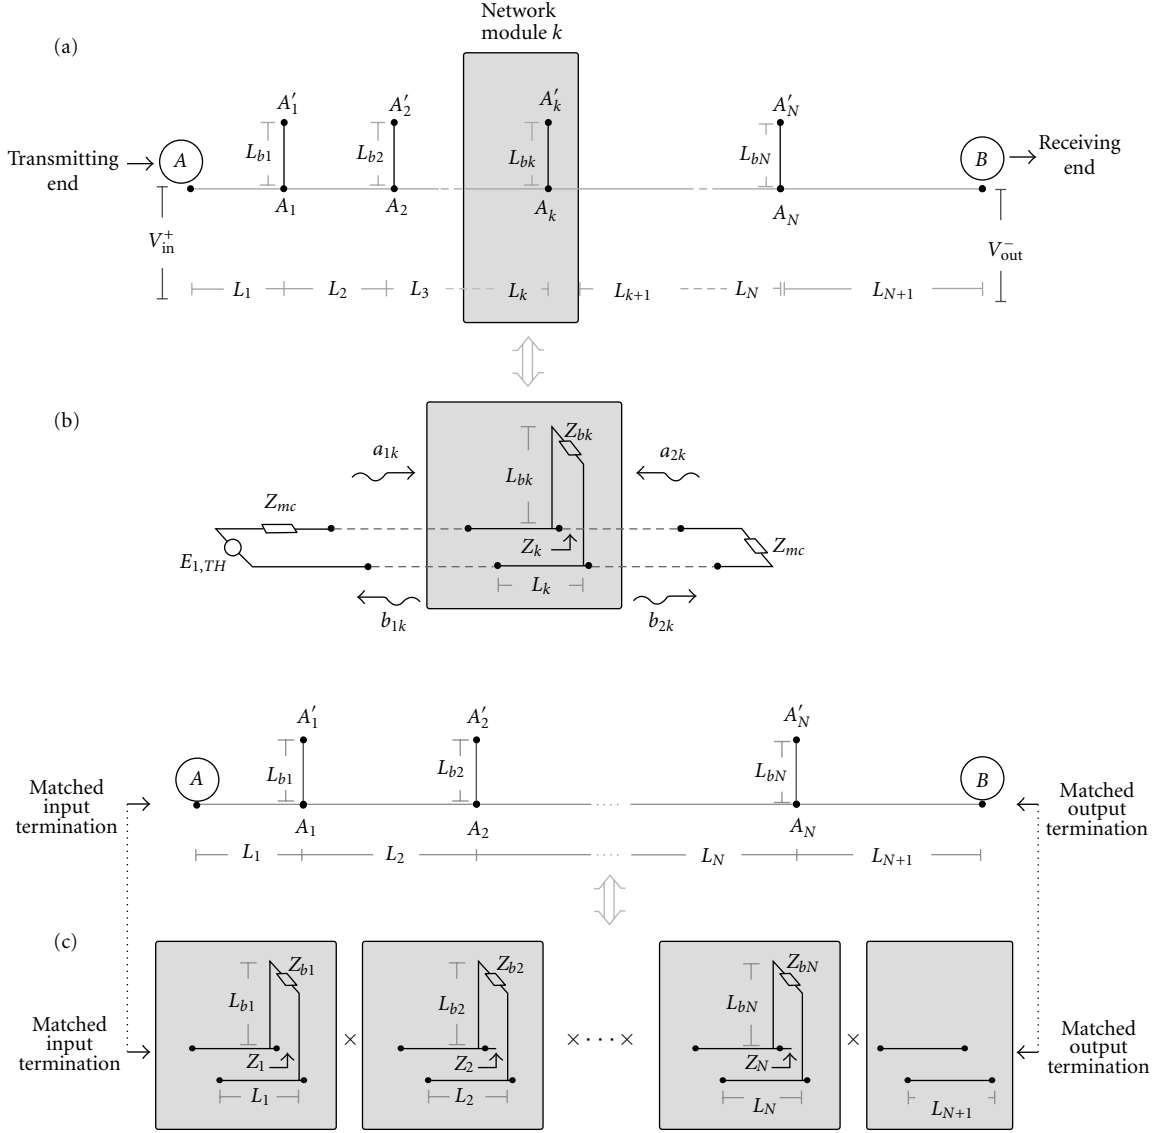 (a)
Network
module k
A′1 A′2 A′k A′N
Lb1 Lb2 Lbk LbN
Transmitting
end
A
B
Receiving
end
A1 A2 Ak AN
V+in
V−out
L1 L2 L3 Lk Lk+1 LN LN+1
(b)
Zbk
a1k a2k
Lbk
Zmc
Zk
Zmc
E1,TH
Lk
b1k b2k
A′1 A′2 A′N
Lb1 Lb2 LbN
Matched
input
termination
A
B
Matched
output
termination
A1 A2 AN
L1 L2 LN LN+1
(c)
Zb1 Zb2 ZbN
Lb1 Lb2 LbN
Matched
input
termination
× × · · · × ×
Matched
output
termination
Z1 Z2 ZN
L1 L2 LN LN+1